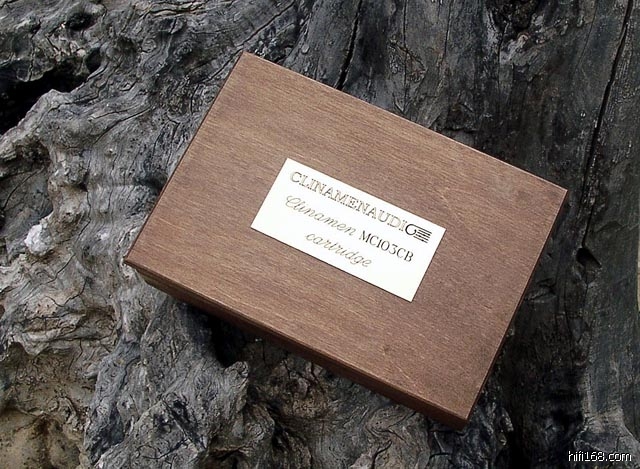 CLINAMENAUDIO
Clinamen MC103CB
cartridge
hifi168.com